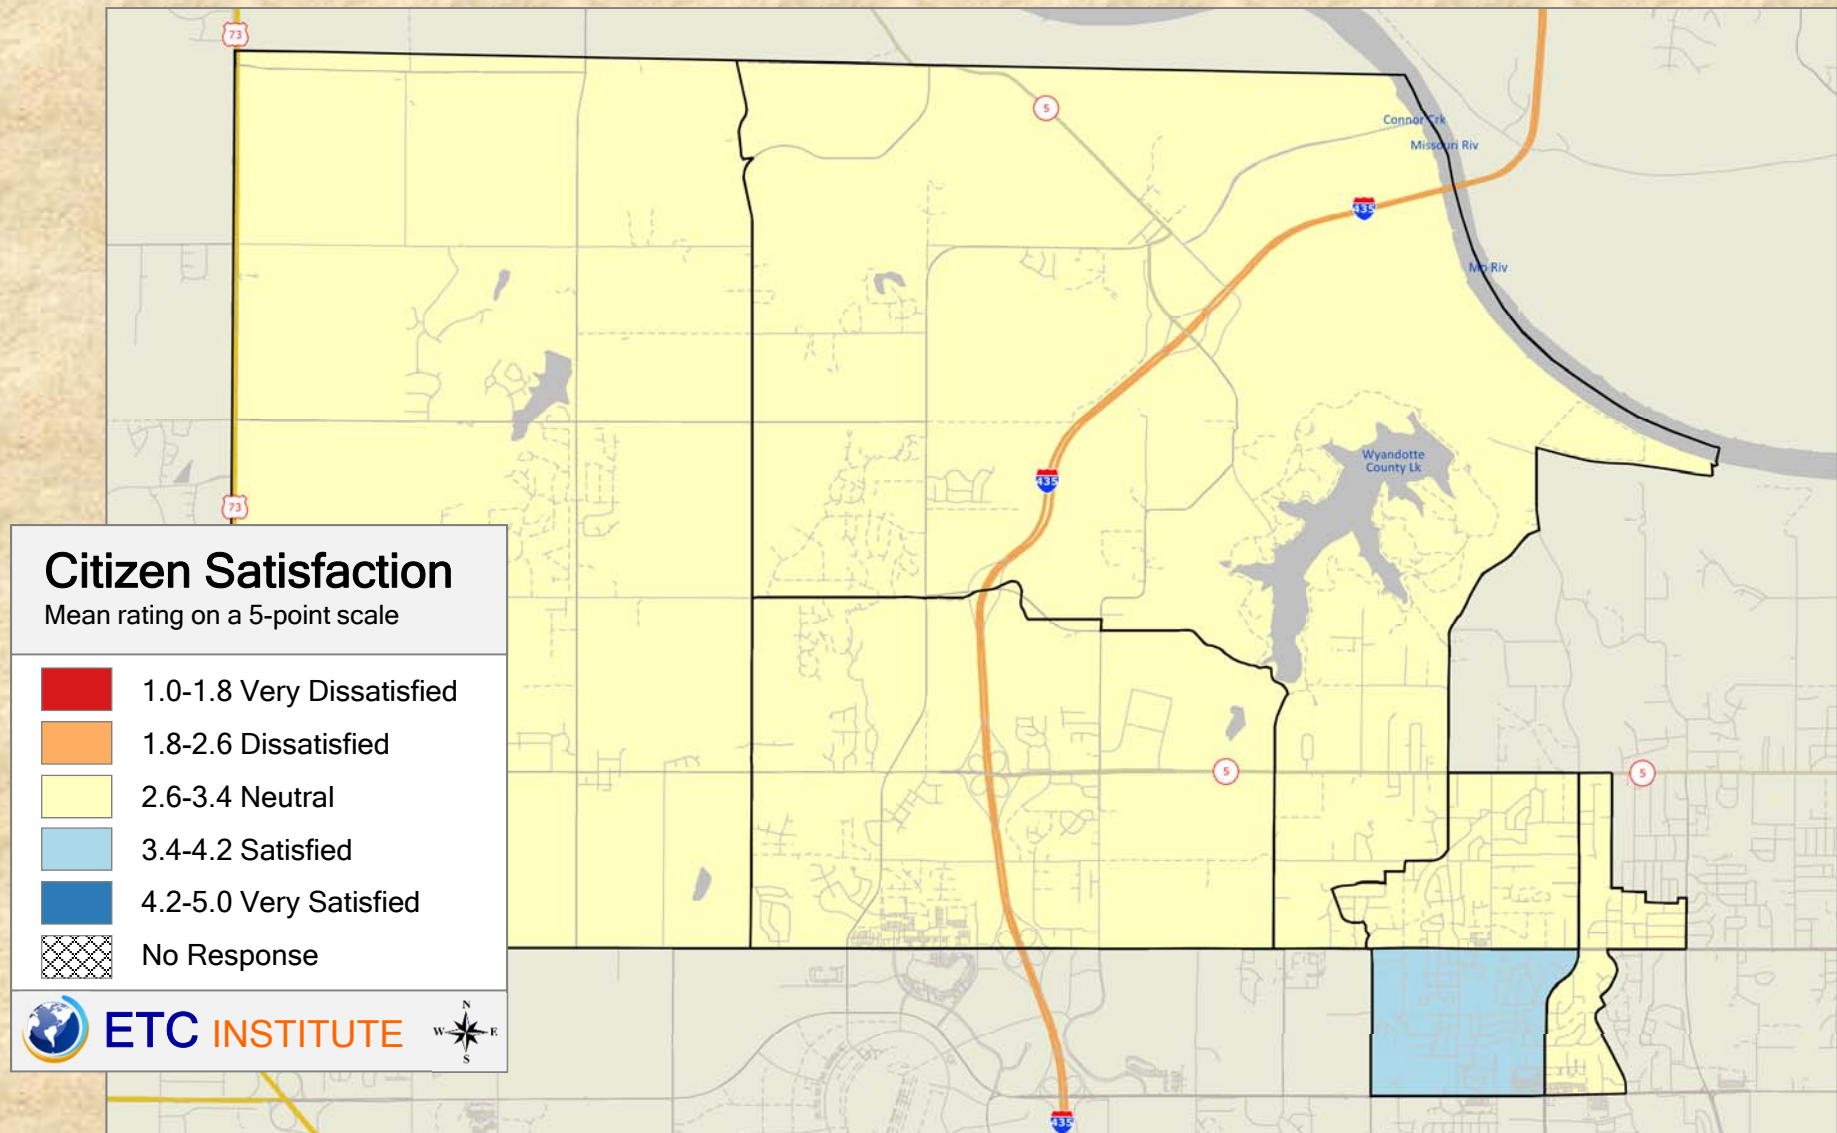 73
5
Connor Crk
Missouri Riv
435
Mo Riv
Wyandotte
County Lk
435
73
Citizen Satisfaction
Mean rating on a 5-point scale
1.0-1.8 Very Dissatisfied
1.8-2.6 Dissatisfied
2.6-3.4 Neutral
3.4-4.2 Satisfied
4.2-5.0 Very Satisfied
No Response
ETC INSTITUTE
N
W E
S
5
5
435